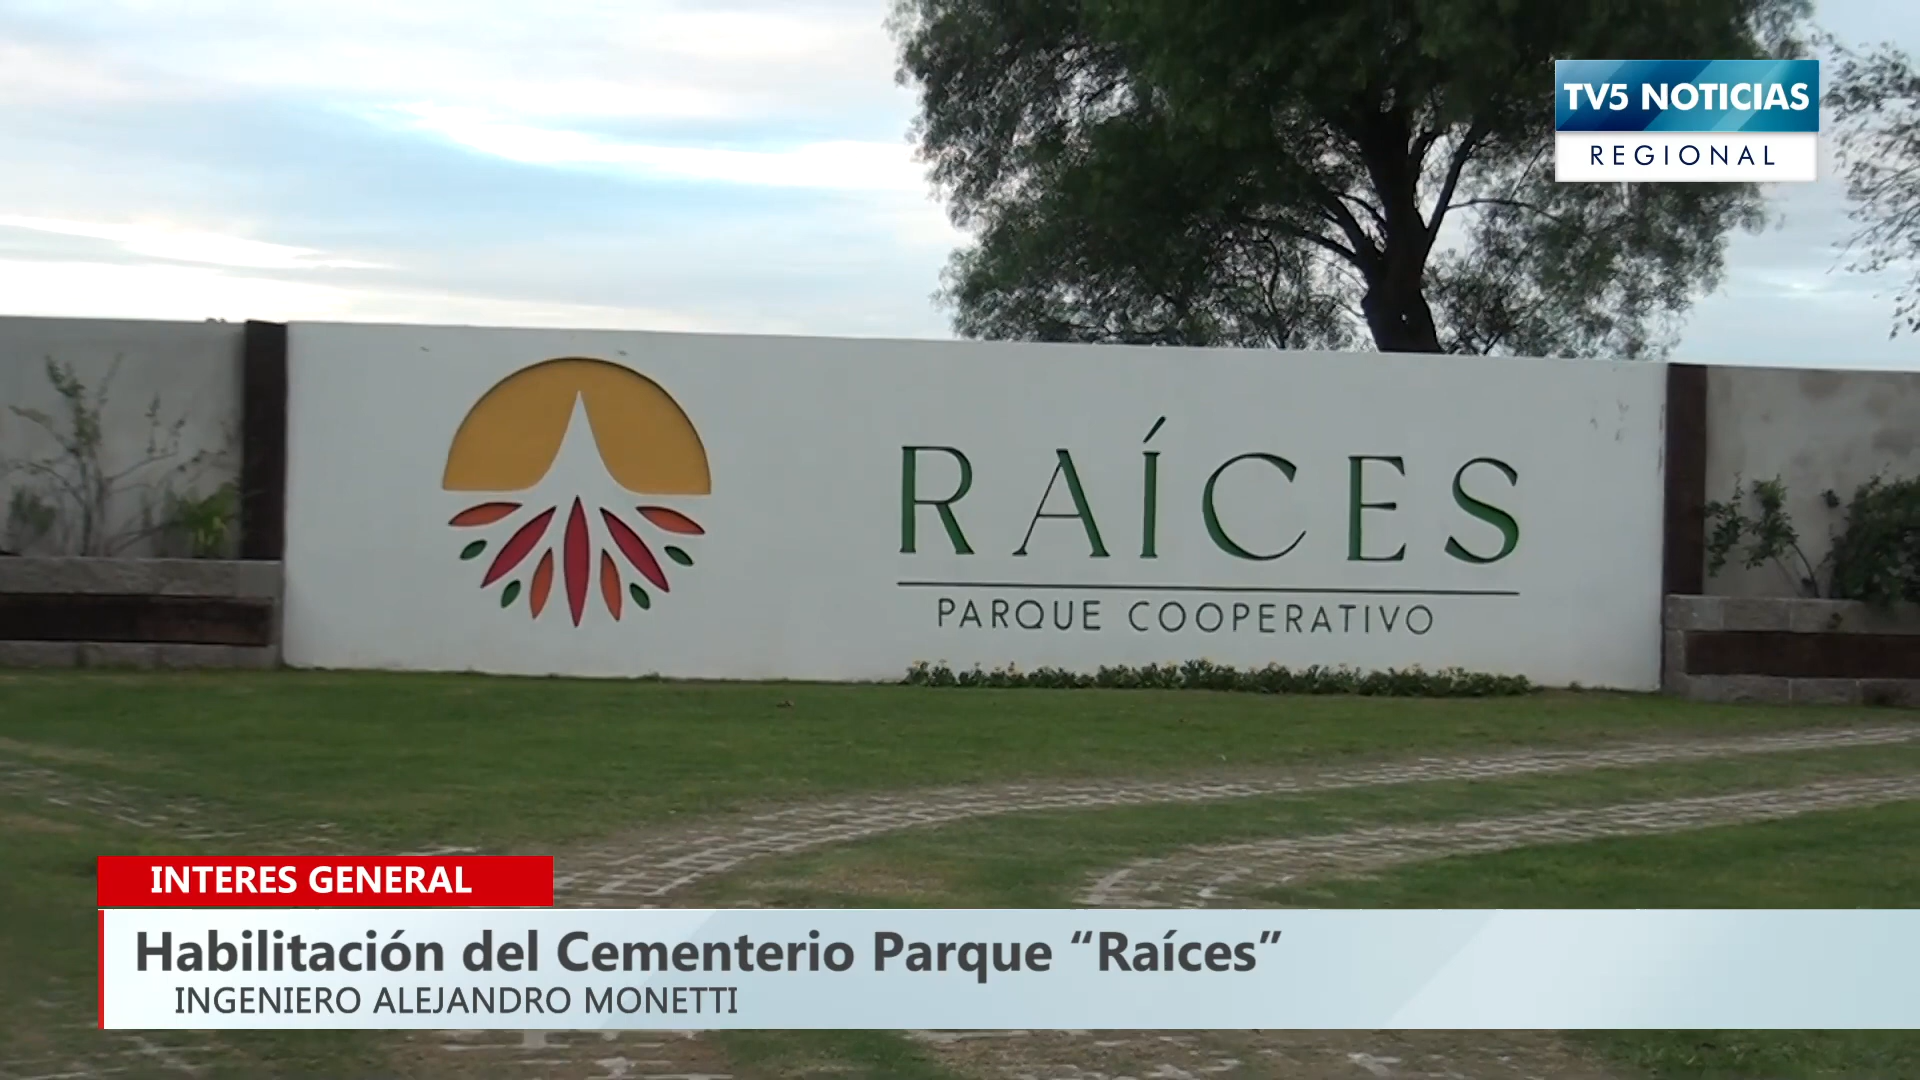 TV5 NOTICIAS
REGIONAL
RAÍCES
PARQUE COOPERATIVO
INTERES GENERAL
Habilitación del Cementerio Parque “Raíces”
INGENIERO ALEJANDRO MONETTI